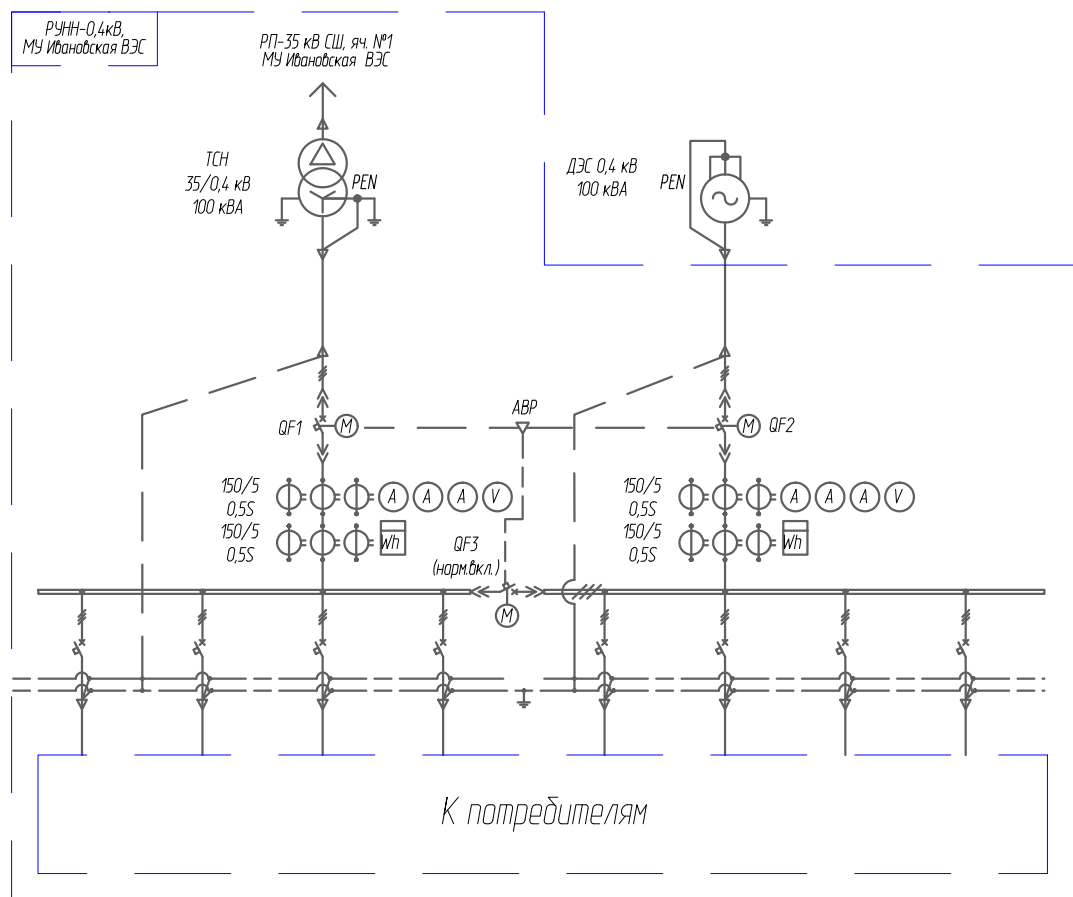 РУНН-0,4кВ,
МУ Ивановская ВЭС
РП-35 кВ СШ, яч. №1
МУ Ивановская ВЭС
ТСН
35/0,4 кВ
100 кВА
PEN
ДЭС 0,4 кВ
100 кВА
PEN
QF1
M
АВР
M
QF2
150/5
0,5S
A
A
A
V
150/5
0,5S
A
A
A
V
150/5
0,5S
Wh
150/5
0,5S
Wh
QF3
(норм.вкл.)
M
К потребителям